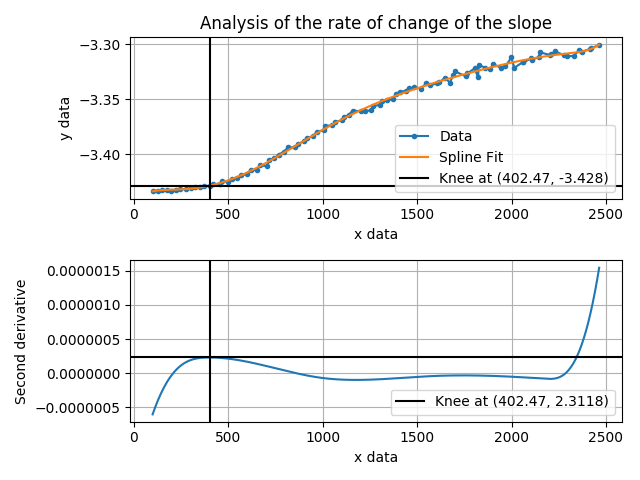 Analysis of the rate of change of the slope
−3.30
−3.35
−3.40
y data
Data
Spline Fit
Knee at (402.47, -3.428)
0 500 1000 1500 2000 2500
x data
0.0000015
0.0000010
0.0000005
0.0000000
−0.0000005
Second derivative
Knee at (402.47, 2.3118)
0 500 1000 1500 2000 2500
x data